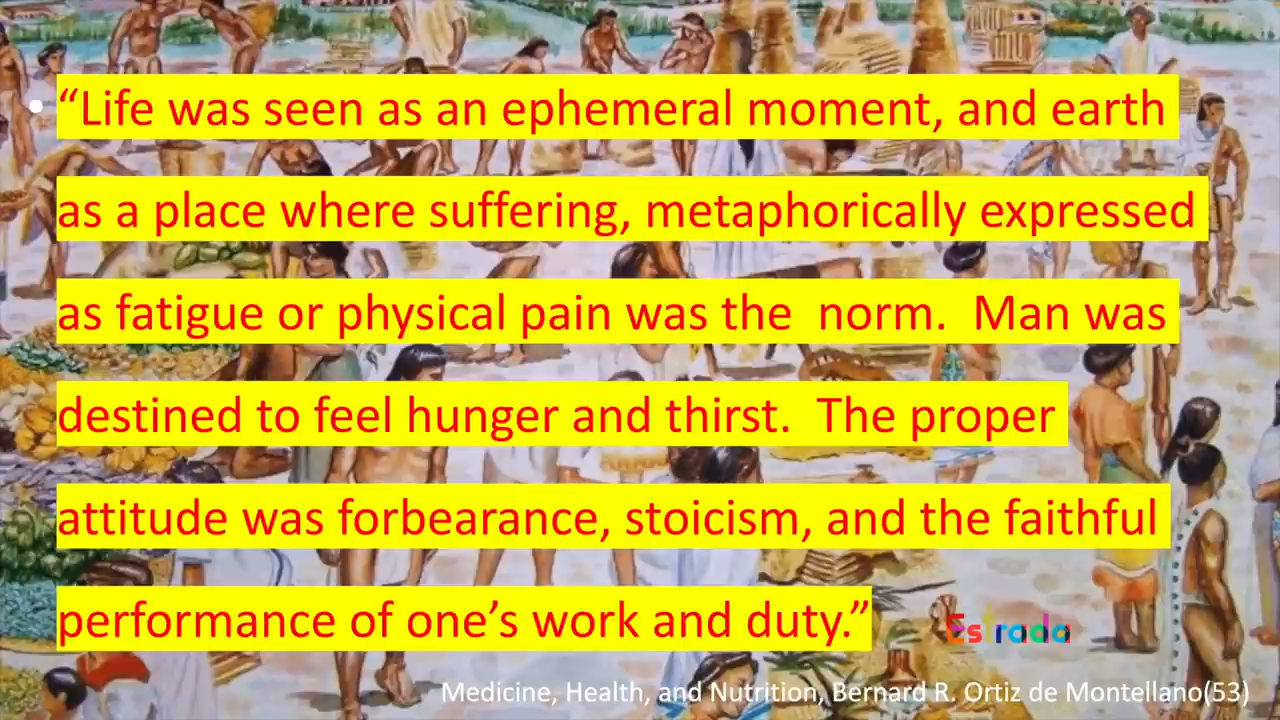 • “Life was seen as an ephemeral moment, and earth
as a place where suffering, metaphorically expressed
as fatigue or physical pain was the  norm.  Man was
destined to feel hunger and thirst.  The proper
attitude was forbearance, stoicism, and the faithful
performance of one’s work and duty.”
Estrada
Medicine, Health, and Nutrition, Bernard R. Ortiz de Montellano(53)